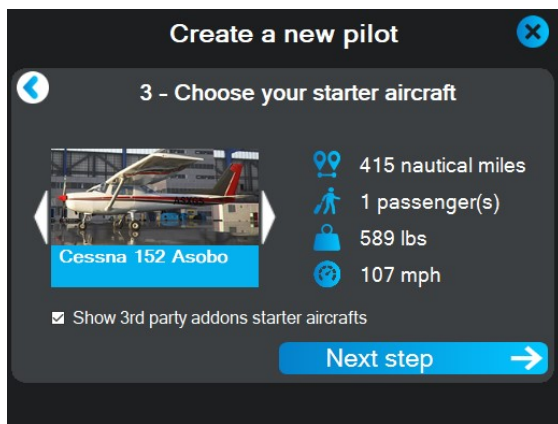 Create a new pilot
3 - Choose your starter aircraft
415 nautical miles
1 passenger(s)
589 lbs
107 mph
Cessna 152 Asobo
Show 3rd party addons starter aircrafts
Next step